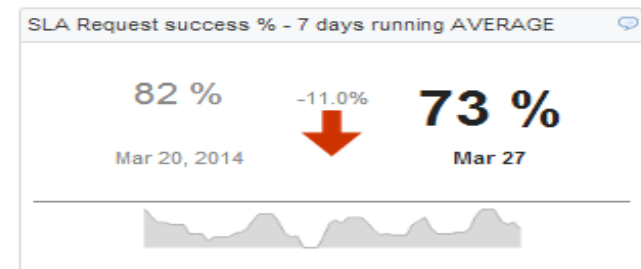 SLA Request success % - 7 days running AVERAGE
82 % -11.0% 73 %
Mar 20, 2014 Mar 27